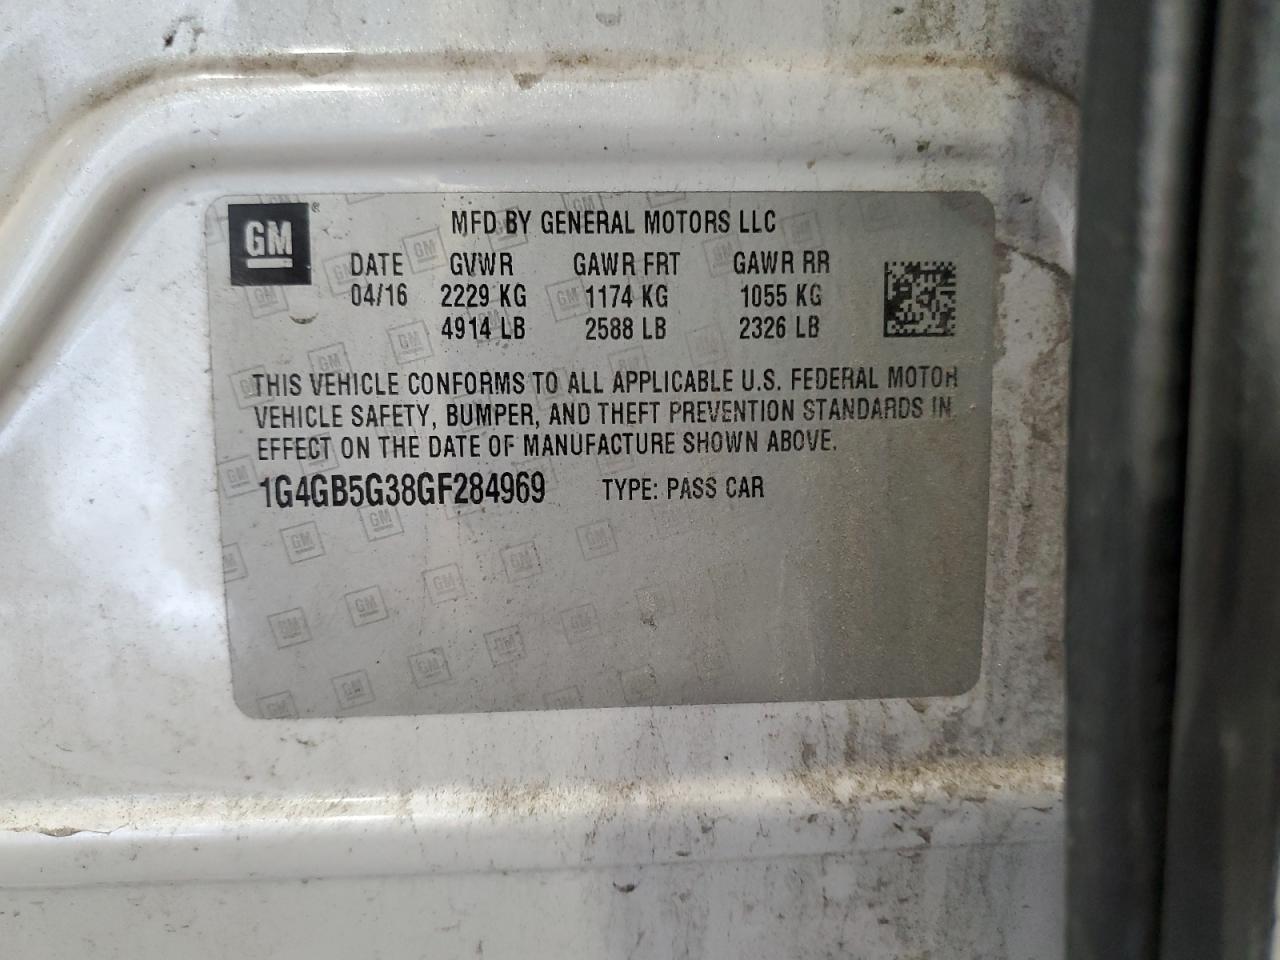 GM®
MFD BY GENERAL MOTORS LLC
DATE GVWR GAWR FRT GAWR RR
04/16 2229 KG 1174 KG 1055 KG
4914 LB 2588 LB 2326 LB
THIS VEHICLE CONFORMS TO ALL APPLICABLE U.S. FEDERAL MOTOR
VEHICLE SAFETY, BUMPER, AND THEFT PREVENTION STANDARDS IN
EFFECT ON THE DATE OF MANUFACTURE SHOWN ABOVE.
1G4GB5G38GF284969 TYPE: PASS CAR